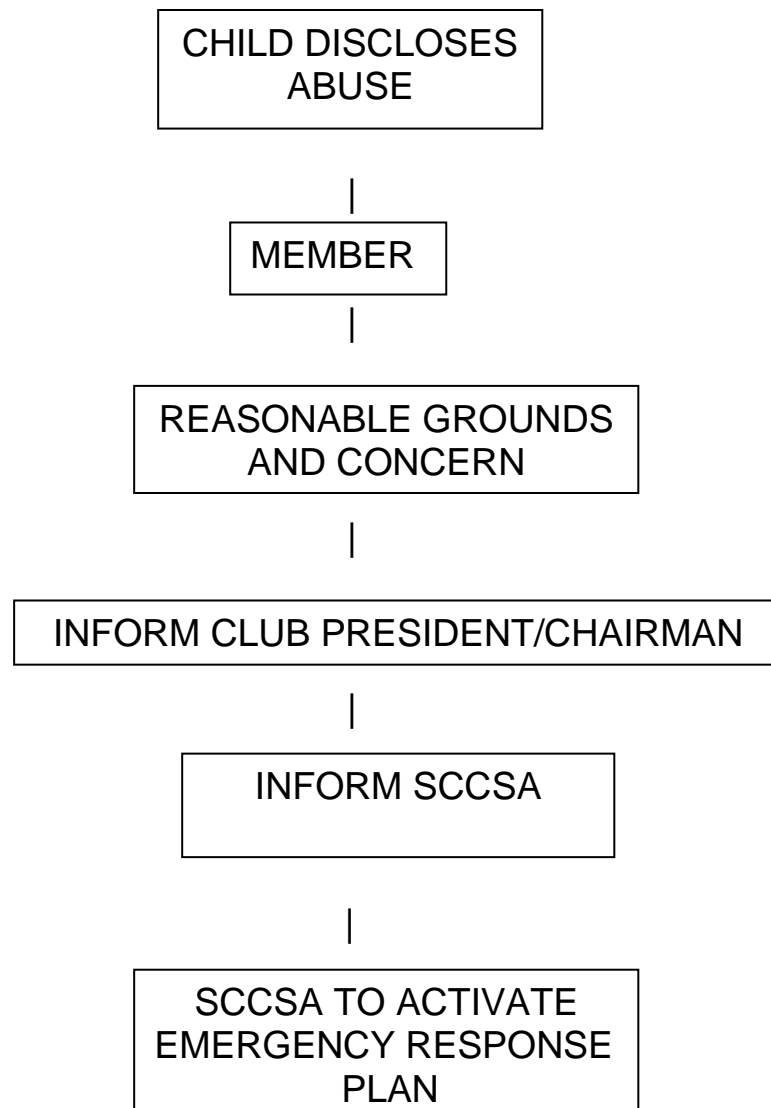 CHILD DISCLOSES
ABUSE
|
MEMBER
|
REASONABLE GROUNDS
AND CONCERN
|
INFORM CLUB PRESIDENT/CHAIRMAN
|
INFORM SCCSA
|
SCCSA TO ACTIVATE
EMERGENCY RESPONSE
PLAN